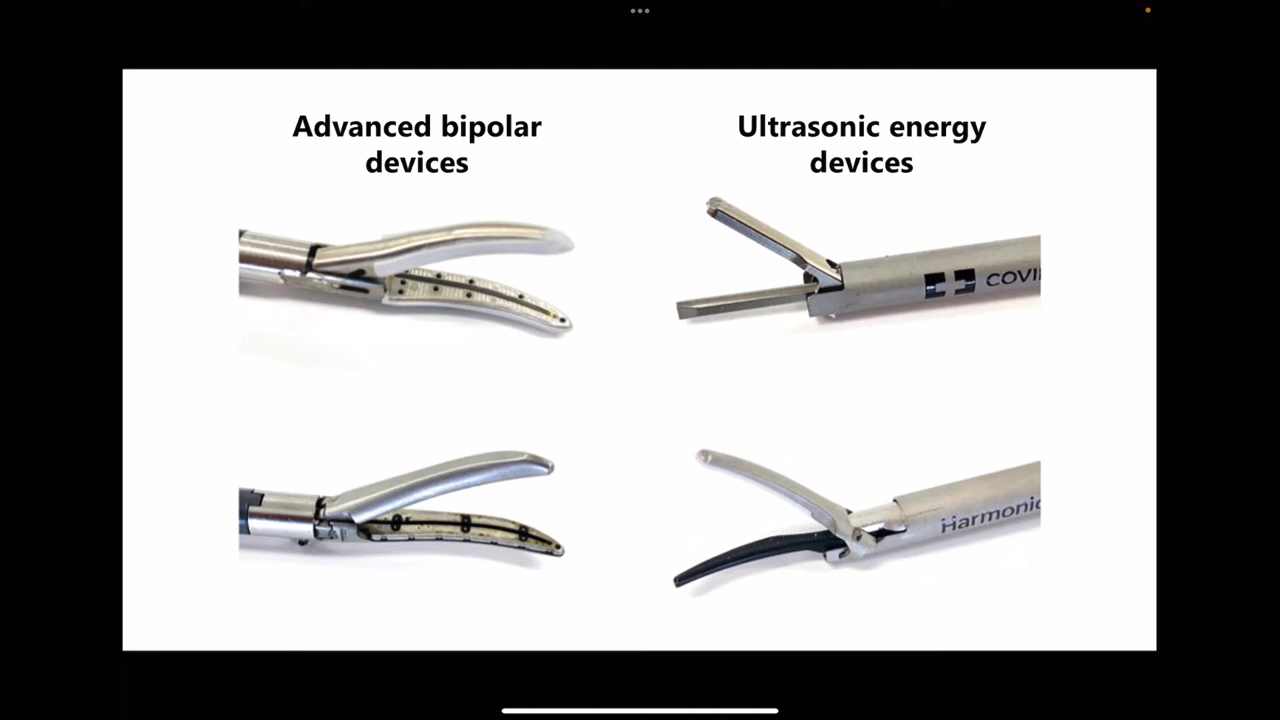 Advanced bipolar
devices
Ultrasonic energy
devices
COVI
Harmonic